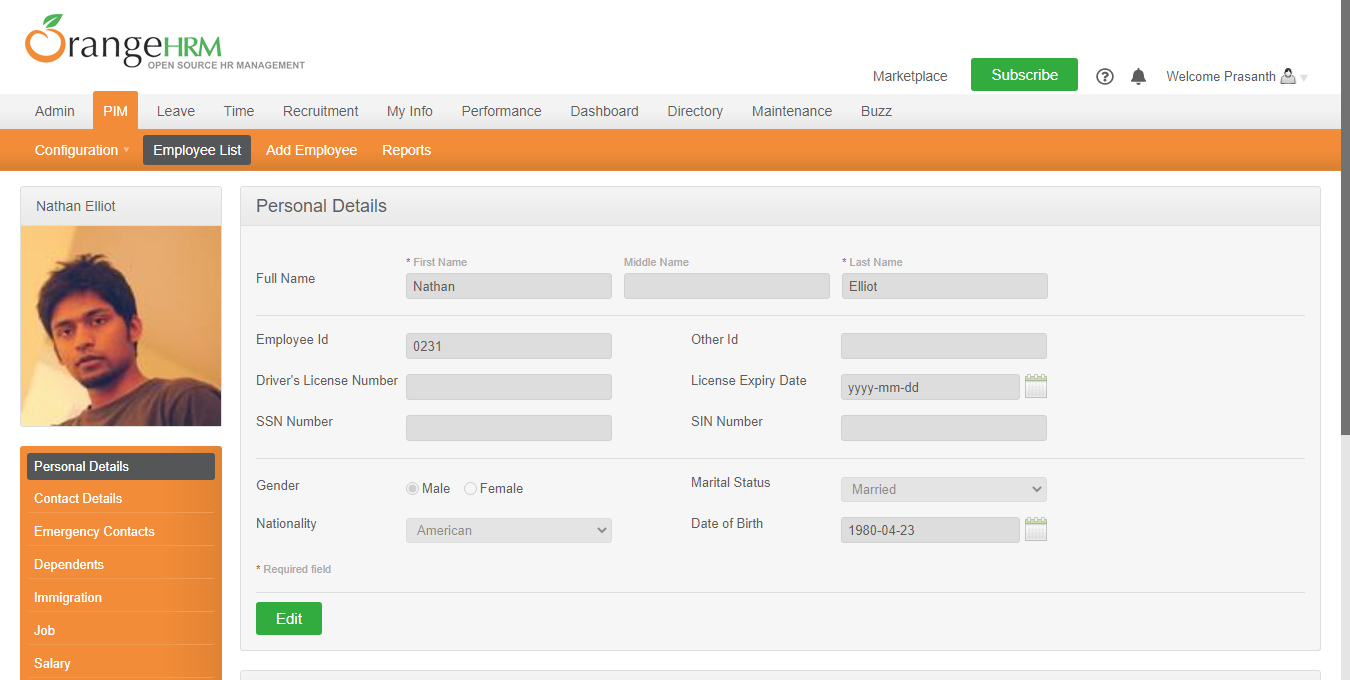 OrangeHRM
OPEN SOURCE HR MANAGEMENT
Marketplace Subscribe ? Welcome Prasanth
Admin PIM Leave Time Recruitment My Info Performance Dashboard Directory Maintenance Buzz
Configuration Employee List Add Employee Reports
Nathan Elliot
Personal Details
* First Name Middle Name * Last Name
Full Name Nathan Elliot
Employee Id 0231 Other Id
Driver's License Number License Expiry Date yyyy-mm-dd
SSN Number SIN Number
Gender Male Female Marital Status Married
Nationality American Date of Birth 1980-04-23
* Required field
Edit
Personal Details
Contact Details
Emergency Contacts
Dependents
Immigration
Job
Salary